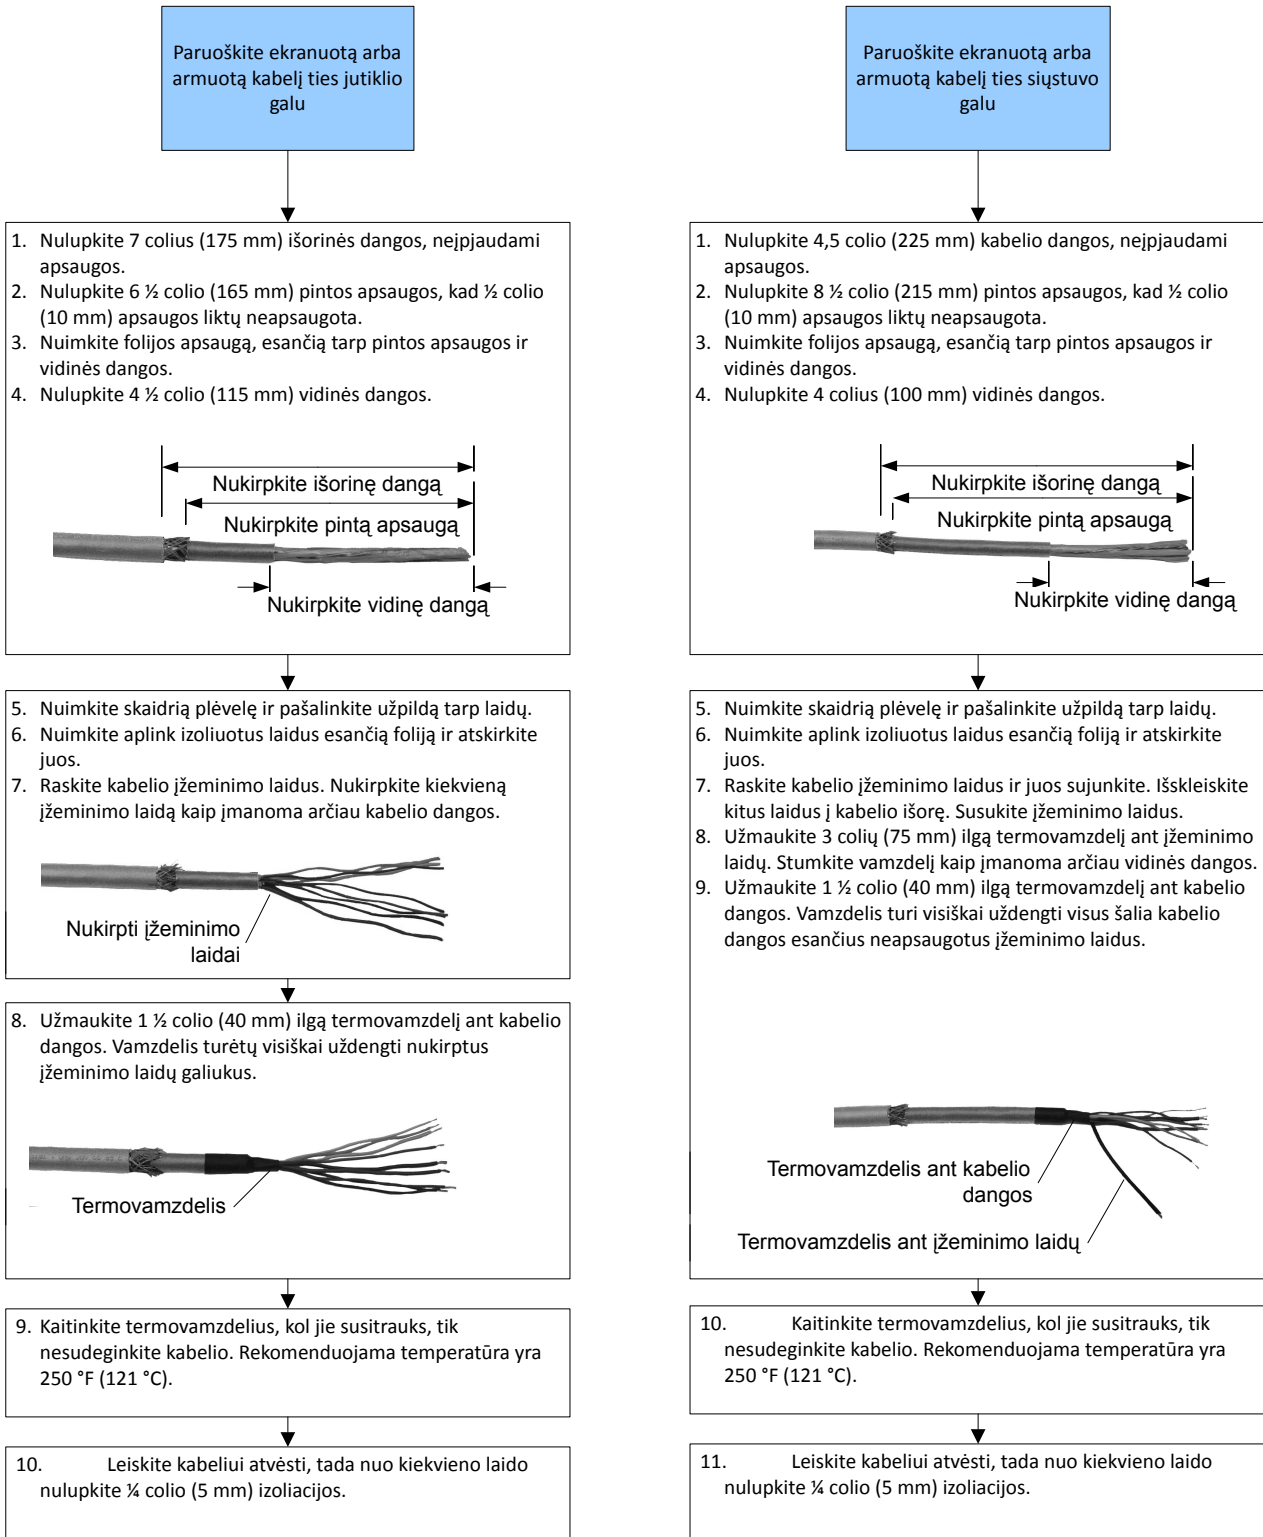 Paruoškite ekranuotą arba
armuotą kabelį ties jutiklio
galu
1. Nulupkite 7 colius (175 mm) išorinės dangos, neįpjaudami
apsaugos.
2. Nulupkite 6 ½ colio (165 mm) pintos apsaugos, kad ½ colio
(10 mm) apsaugos liktų neapsaugota.
3. Nuimkite folijos apsaugą, esančią tarp pintos apsaugos ir
vidinės dangos.
4. Nulupkite 4 ½ colio (115 mm) vidinės dangos.
Nukirpkite išorinę dangą
Nukirpkite pintą apsaugą
Nukirpkite vidinę dangą
5. Nuimkite skaidrią plėvelę ir pašalinkite užpildą tarp laidų.
6. Nuimkite aplink izoliuotus laidus esančią foliją ir atskirkite
juos.
7. Raskite kabelio įžeminimo laidus. Nukirpkite kiekvieną
įžeminimo laidą kaip įmanoma arčiau kabelio dangos.
Nukirpti įžeminimo
laidai
8. Užmaukite 1 ½ colio (40 mm) ilgą termovamzdelį ant kabelio
dangos. Vamzdelis turėtų visiškai uždengti nukirptus
įžeminimo laidų galiukus.
Termovamzdelis
9. Kaitinkite termovamzdelius, kol jie susitrauks, tik
nesudeginkite kabelio. Rekomenduojama temperatūra yra
250 °F (121 °C).
10. Leiskite kabeliui atvėsti, tada nuo kiekvieno laido
nulupkite ¼ colio (5 mm) izoliacijos.
Paruoškite ekranuotą arba
armuotą kabelį ties siųstuvo
galu
1. Nulupkite 4,5 colio (225 mm) kabelio dangos, neįpjaudami
apsaugos.
2. Nulupkite 8 ½ colio (215 mm) pintos apsaugos, kad ½ colio
(10 mm) apsaugos liktų neapsaugota.
3. Nuimkite folijos apsaugą, esančią tarp pintos apsaugos ir
vidinės dangos.
4. Nulupkite 4 colius (100 mm) vidinės dangos.
Nukirpkite išorinę dangą
Nukirpkite pintą apsaugą
Nukirpkite vidinę dangą
5. Nuimkite skaidrią plėvelę ir pašalinkite užpildą tarp laidų.
6. Nuimkite aplink izoliuotus laidus esančią foliją ir atskirkite
juos.
7. Raskite kabelio įžeminimo laidus ir juos sujunkite. Išskleiskite
kitus laidus į kabelio išorę. Susukite įžeminimo laidus.
8. Užmaukite 3 colių (75 mm) ilgą termovamzdelį ant įžeminimo
laidų. Stumkite vamzdelį kaip įmanoma arčiau vidinės dangos.
9. Užmaukite 1 ½ colio (40 mm) ilgą termovamzdelį ant kabelio
dangos. Vamzdelis turi visiškai uždengti visus šalia kabelio
dangos esančius neapsaugotus įžeminimo laidus.
Termovamzdelis ant kabelio
dangos
Termovamzdelis ant įžeminimo laidų
10. Kaitinkite termovamzdelius, kol jie susitrauks, tik
nesudeginkite kabelio. Rekomenduojama temperatūra yra
250 °F (121 °C).
11. Leiskite kabeliui atvėsti, tada nuo kiekvieno laido
nulupkite ¼ colio (5 mm) izoliacijos.